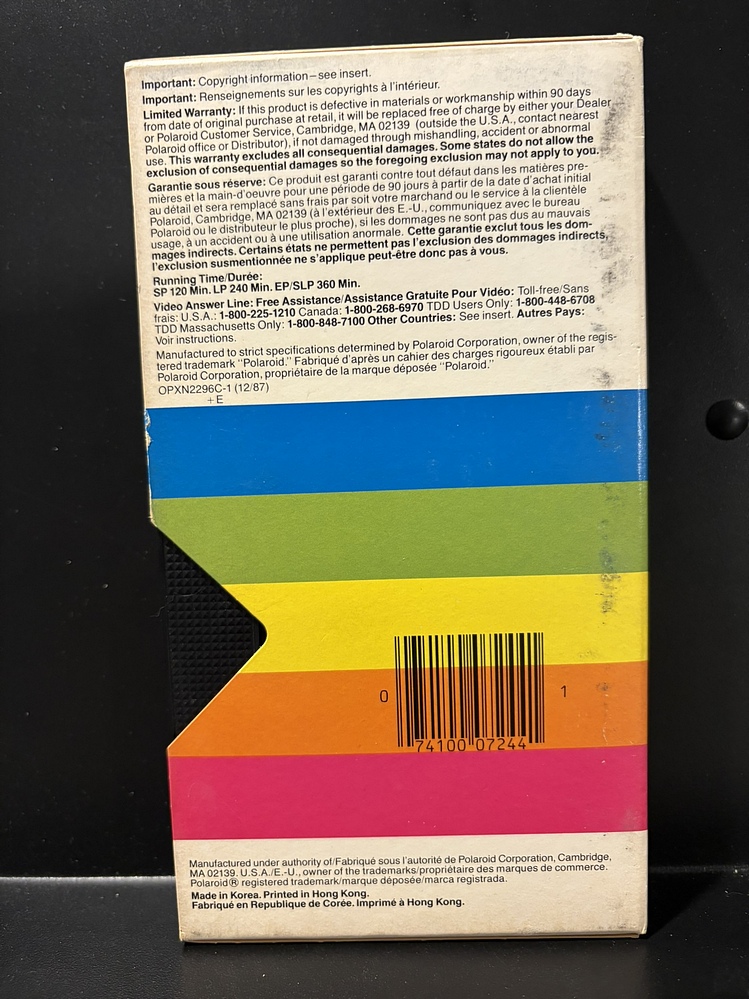 Important: Copyright information–see insert.
Important: Renseignements sur les copyrights à l'intérieur.
Limited Warranty: If this product is defective in materials or workmanship within 90 days
from date of original purchase at retail, it will be replaced free of charge by either your Dealer
or Polaroid Customer Service, Cambridge, MA 02139 (outside the U.S.A., contact nearest
Polaroid office or Distributor), if not damaged through mishandling, accident or abnormal
use. This warranty excludes all consequential damages. Some states do not allow the
exclusion of consequential damages so the foregoing exclusion may not apply to you.
Garantie sous réserve: Ce produit est garanti contre tout défaut dans les matières pre-
mières et la main-d'oeuvre pour une période de 90 jours à partir de la date d'achat initial
au détail et sera remplacé sans frais par soit votre marchand ou le service à la clientèle
Polaroid, Cambridge, MA 02139 (à l'extérieur des E.-U., communiquez avec le bureau
Polaroid ou le distributeur le plus proche), si les dommages ne sont pas dus au mauvais
usage, à un accident ou à une utilisation anormale. Cette garantie exclut tous les dom-
mages indirects. Certains états ne permettent pas l'exclusion des dommages indirects,
l'exclusion susmentionnée ne s'applique peut-être donc pas à vous.
Running Time/Durée:
SP 120 Min. LP 240 Min. EP/SLP 360 Min.
Video Answer Line: Free Assistance/Assistance Gratuite Pour Vidéo: Toll-free/Sans
frais: U.S.A.: 1-800-225-1210 Canada: 1-800-268-6970 TDD Users Only: 1-800-448-6708
TDD Massachusetts Only: 1-800-848-7100 Other Countries: See insert. Autres Pays:
Voir instructions.
Manufactured to strict specifications determined by Polaroid Corporation, owner of the regis-
tered trademark "Polaroid." Fabriqué d'après un cahier des charges rigoureux établi par
Polaroid Corporation, propriétaire de la marque déposée "Polaroid."
OPXN2296C-1 (12/87)
+E
0 74100 07244 1
Manufactured under authority of/Fabriqué sous l'autorité de Polaroid Corporation, Cambridge,
MA 02139. U.S.A./E.-U., owner of the trademarks/propriétaire des marques de commerce.
Polaroid® registered trademark/marque déposée/marca registrada.
Made in Korea. Printed in Hong Kong.
Fabriqué en Republique de Corée. Imprimé à Hong Kong.